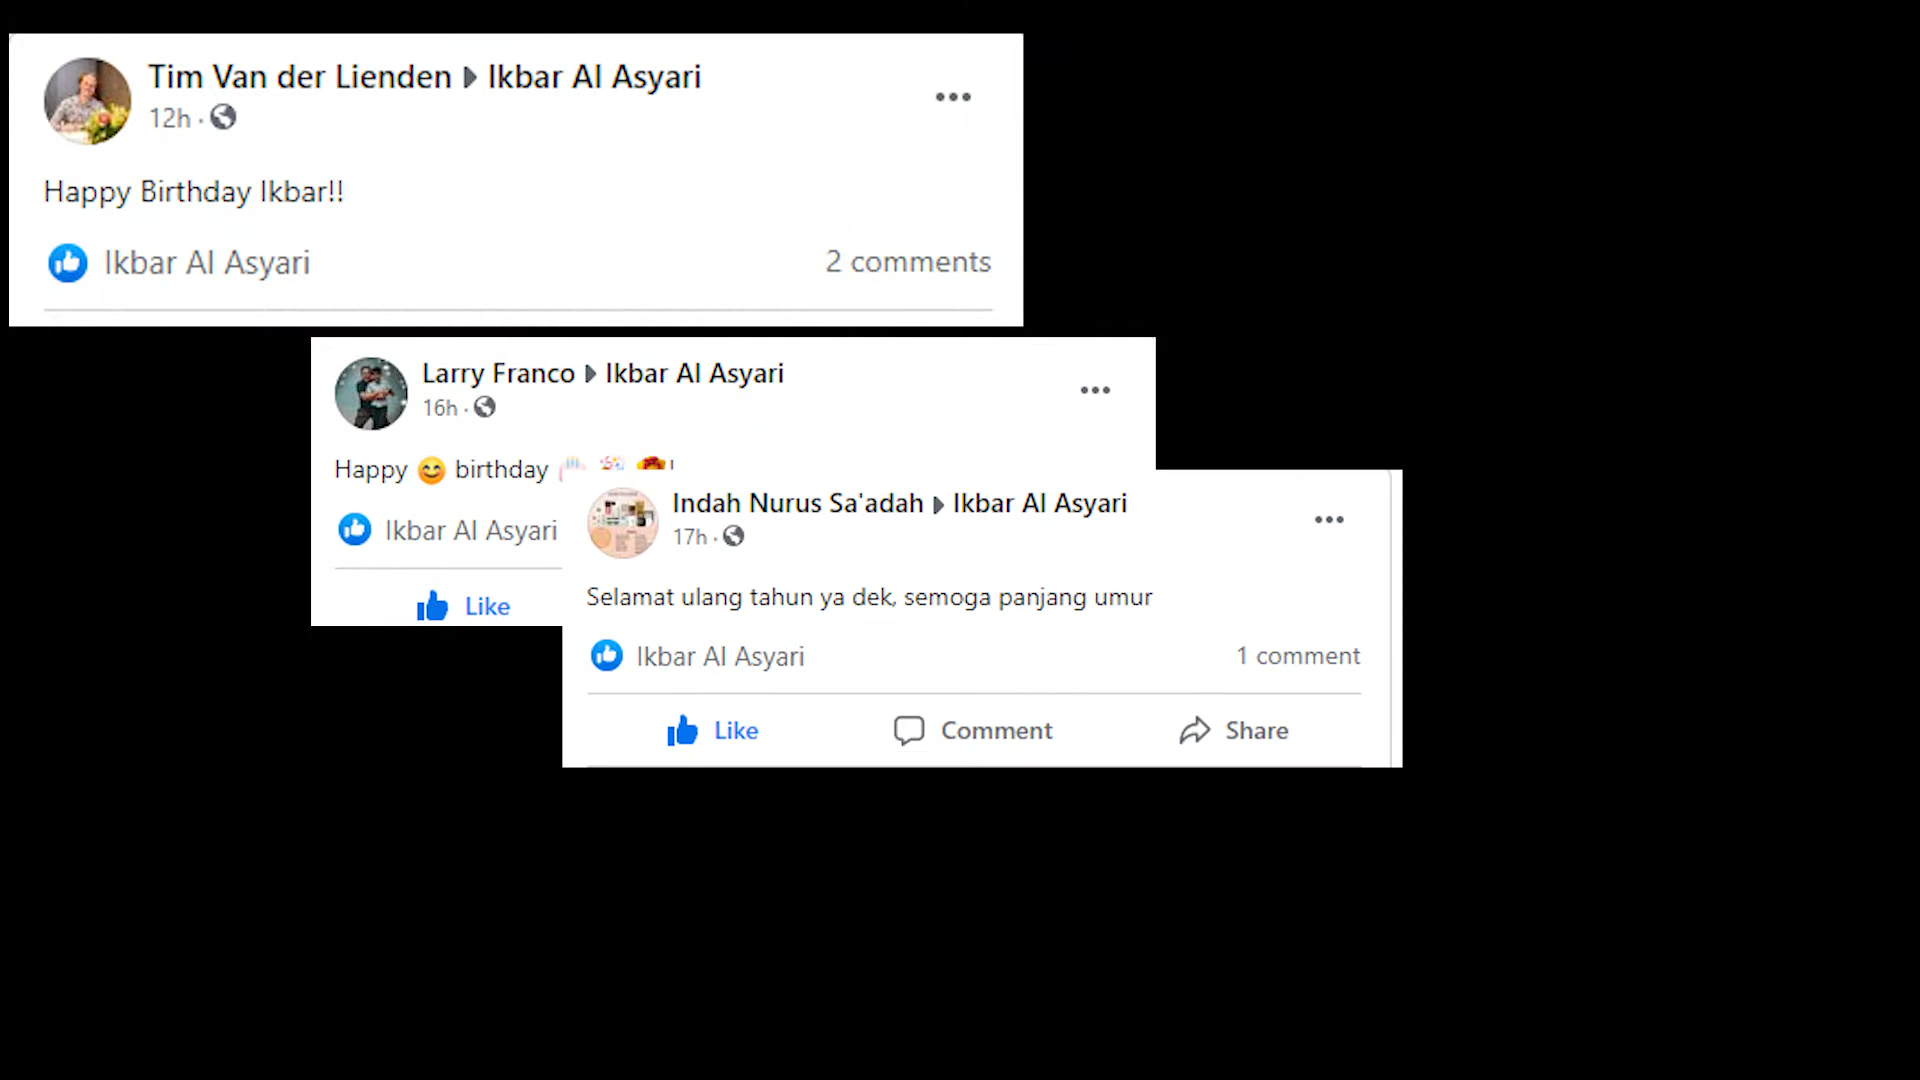 Tim Van der Lienden Ikbar Al Asyari
12h ·
Happy Birthday Ikbar!!
Ikbar Al Asyari 2 comments
Larry Franco Ikbar Al Asyari
16h ·
Happy 😊 birthday
Ikbar Al Asyari
Like
Indah Nurus Sa'adah Ikbar Al Asyari
17h ·
Selamat ulang tahun ya dek, semoga panjang umur
Ikbar Al Asyari 1 comment
Like Comment Share